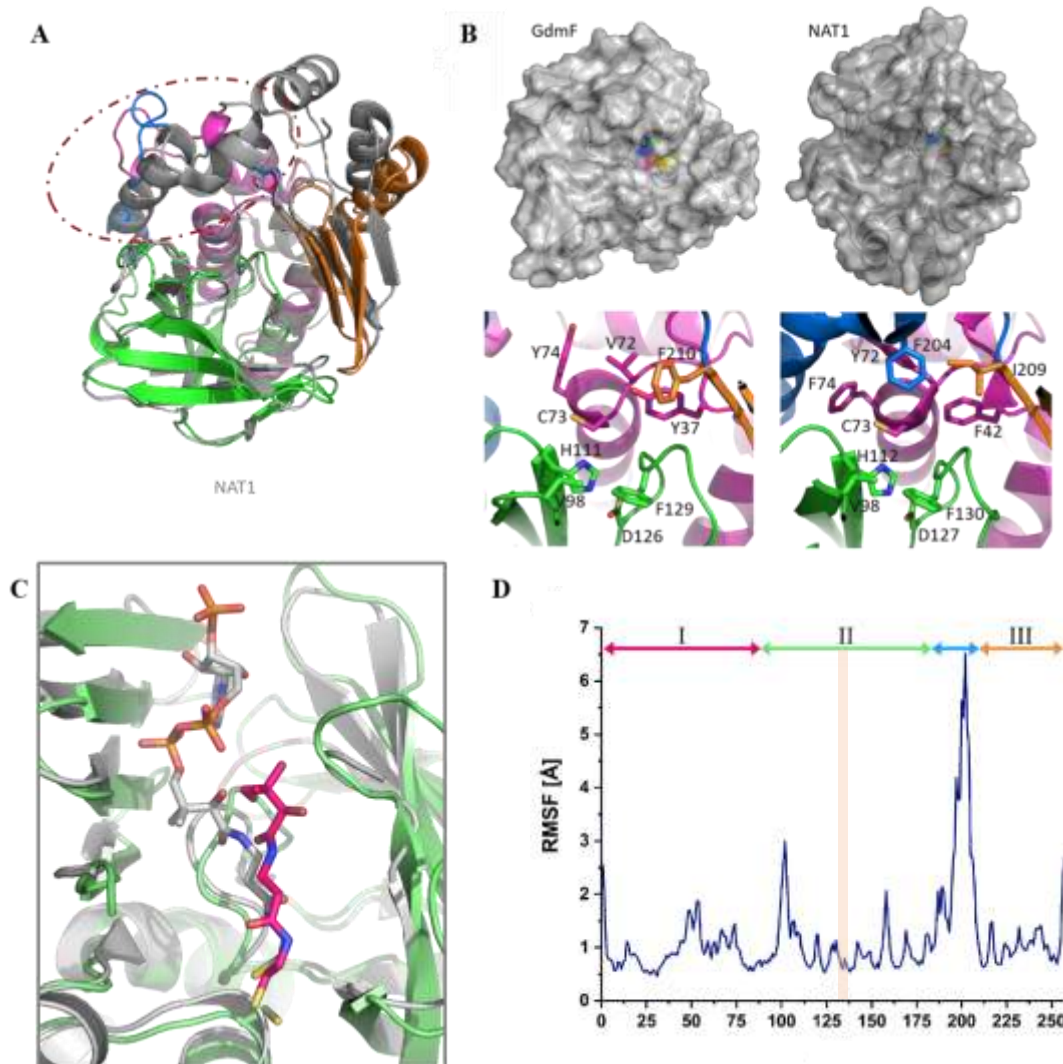 A
NAT1
B
GdmF
NAT1
Y74
V72
F210
C73
Y37
H111
V98
F129
D126
F204
Y72
I209
F74
C73
F42
H112
V98
F130
D127
C
D
I
II
III
RMSF [Å]
7
6
5
4
3
2
1
0
0 25 50 75 100 125 150 175 200 225 250